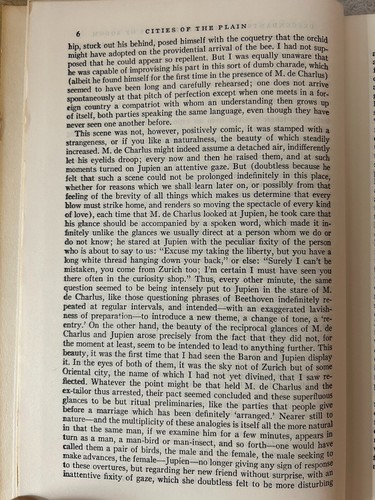 6 CITIES OF THE PLAIN
hip, stuck out his behind, posed himself with the coquetry that the orchid
might have adopted on the providential arrival of the bee. I had not sup-
posed that he could appear so repellent. But I was equally unaware that
he was capable of improvising his part in this sort of dumb charade, which
(albeit he found himself for the first time in the presence of M. de Charlus)
seemed to have been long and carefully rehearsed; one does not arrive
spontaneously at that pitch of perfection except when one meets in a for-
eign country a compatriot with whom an understanding then grows up
of itself, both parties speaking the same language, even though they have
never seen one another before.
This scene was not, however, positively comic, it was stamped with a
strangeness, or if you like a naturalness, the beauty of which steadily
increased. M. de Charlus might indeed assume a detached air, indifferently
let his eyelids droop; every now and then he raised them, and at such
moments turned on Jupien an attentive gaze. But (doubtless because he
felt that such a scene could not be prolonged indefinitely in this place,
whether for reasons which we shall learn later on, or possibly from that
feeling of the brevity of all things which makes us determine that every
blow must strike home, and renders so moving the spectacle of every kind
of love), each time that M. de Charlus looked at Jupien, he took care that
his glance should be accompanied by a spoken word, which made it in-
finitely unlike the glances we usually direct at a person whom we do or
do not know; he stared at Jupien with the peculiar fixity of the person
who is about to say to us: "Excuse my taking the liberty, but you have a
long white thread hanging down your back," or else: "Surely I can't be
mistaken, you come from Zurich too; I'm certain I must have seen you
there often in the curiosity shop." Thus, every other minute, the same
question seemed to be being intensely put to Jupien in the stare of M.
de Charlus, like those questioning phrases of Beethoven indefinitely re-
peated at regular intervals, and intended—with an exaggerated lavish-
ness of preparation—to introduce a new theme, a change of tone, a 're-
entry.' On the other hand, the beauty of the reciprocal glances of M. de
Charlus and Jupien arose precisely from the fact that they did not, for
the moment at least, seem to be intended to lead to anything further. This
beauty, it was the first time that I had seen the Baron and Jupien display
it. In the eyes of both of them, it was the sky not of Zurich but of some
Oriental city, the name of which I had not yet divined, that I saw re-
flected. Whatever the point might be that held M. de Charlus and the
ex-tailor thus arrested, their pact seemed concluded and these superfluous
glances to be but ritual preliminaries, like the parties that people give
before a marriage which has been definitely 'arranged.' Nearer still to
nature—and the multiplicity of these analogies is itself all the more natural
in that the same man, if we examine him for a few minutes, appears in
turn as a man, a man-bird or man-insect, and so forth—one would have
called them a pair of birds, the male and the female, the male seeking to
make advances, the female—Jupien—no longer giving any sign of response
to these overtures, but regarding her new friend without surprise, with an
inattentive fixity of gaze, which she doubtless felt to be more disturbing